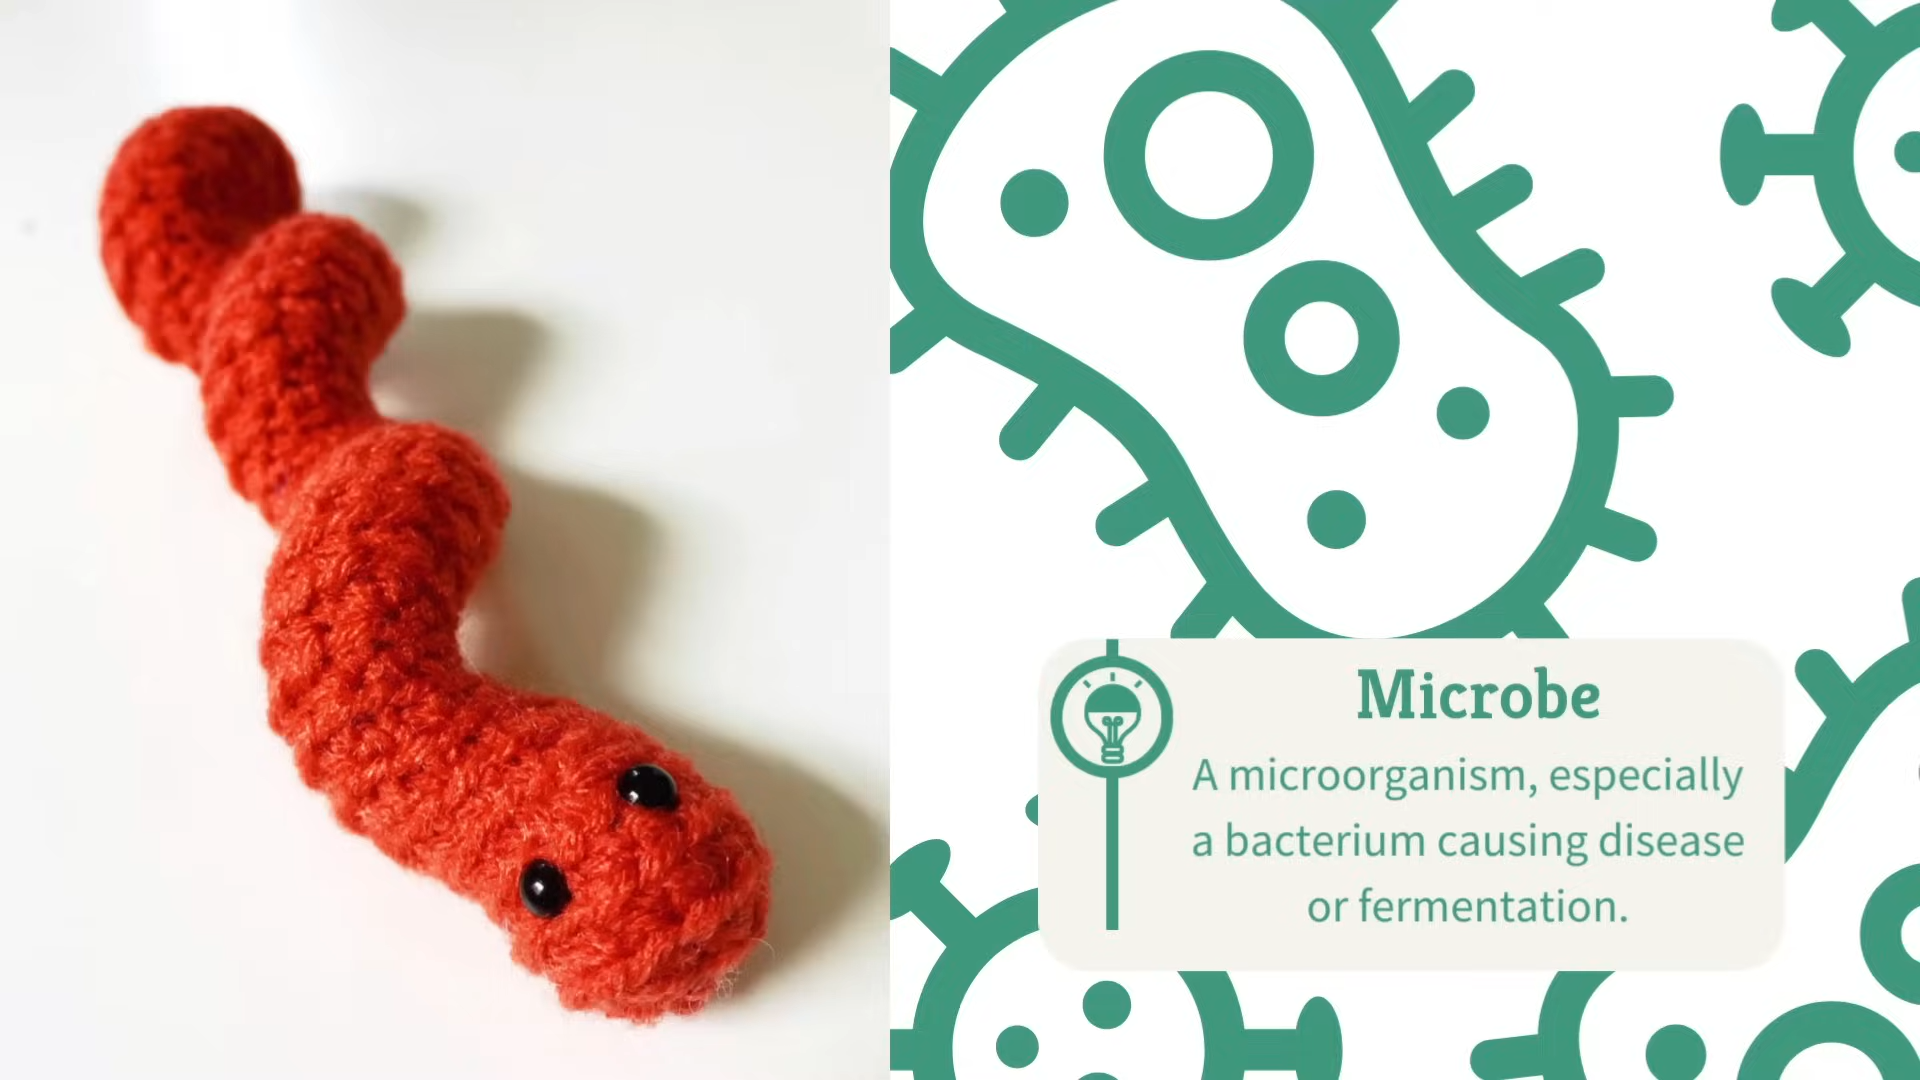 Microbe
A microorganism, especially
a bacterium causing disease
or fermentation.